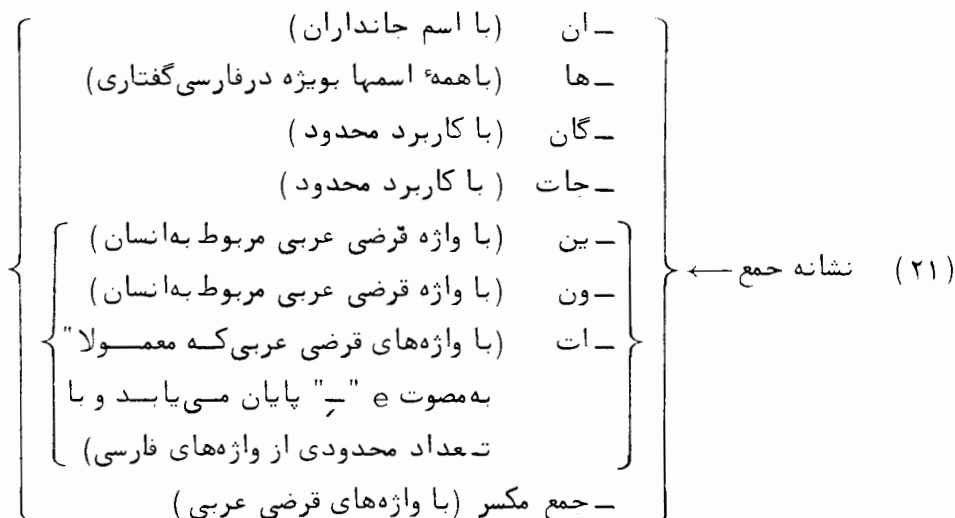 ـ ان (با اسم جانداران)
ـ ها (باهمهٔ اسمها بویژه درفارسی‌گفتاری)
ـ گان (با کاربرد محدود)
ـ جات (با کاربرد محدود)
ـ ین (با واژه قرضی عربی مربوط به‌انسان)
(۲۱) نشانه جمع ←
ـ ون (با واژه قرضی عربی مربوط به‌انسان)
ـ ات (با واژه‌های قرضی عربی‌که معمولا"
به‌مصوت e "ـِ" پایان می‌یابد و با
تعداد محدودی از واژه‌های فارسی)
ـ جمع مکسر (با واژه‌های قرضی عربی)